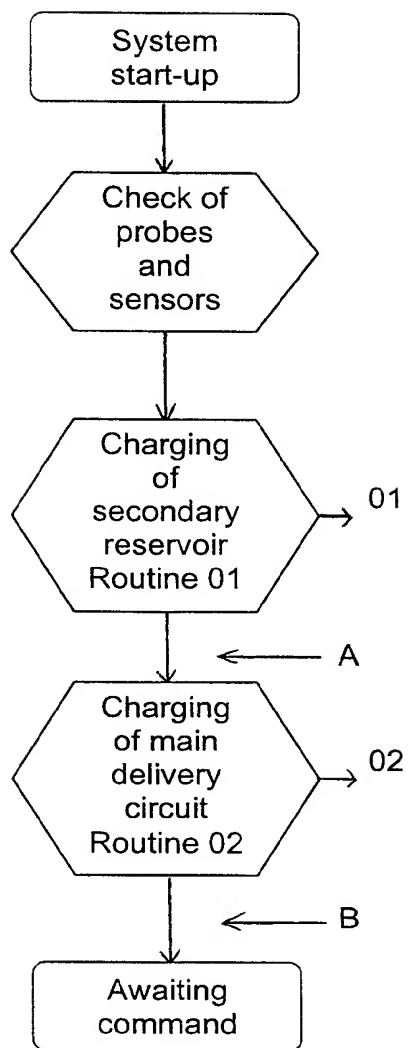 System
start-up
Check of
probes
and
sensors
Charging
of
secondary
reservoir
Routine 01
01
A
Charging
of main
delivery
circuit
Routine 02
02
B
Awaiting
command